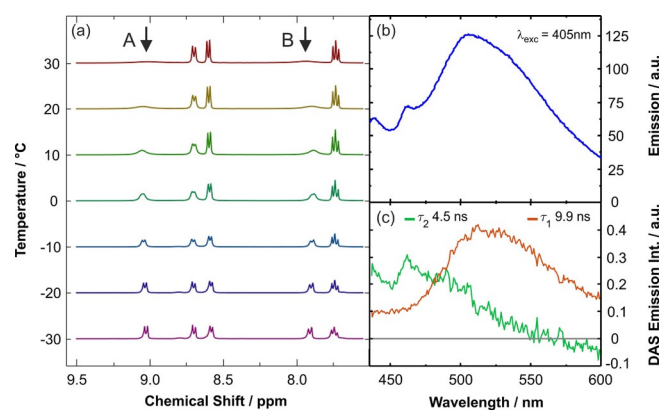 (a)
A
B
30
20
10
0
-10
-20
-30
Temperature / °C
9.5
9.0
8.5
8.0
Chemical Shift / ppm
(b)
λexc = 405nm
125
100
75
50
25
0
Emission / a.u.
(c)
τ2 4.5 ns
τ1 9.9 ns
0.4
0.3
0.2
0.1
0
-0.1
DAS Emission Int. / a.u.
450
500
550
600
Wavelength / nm